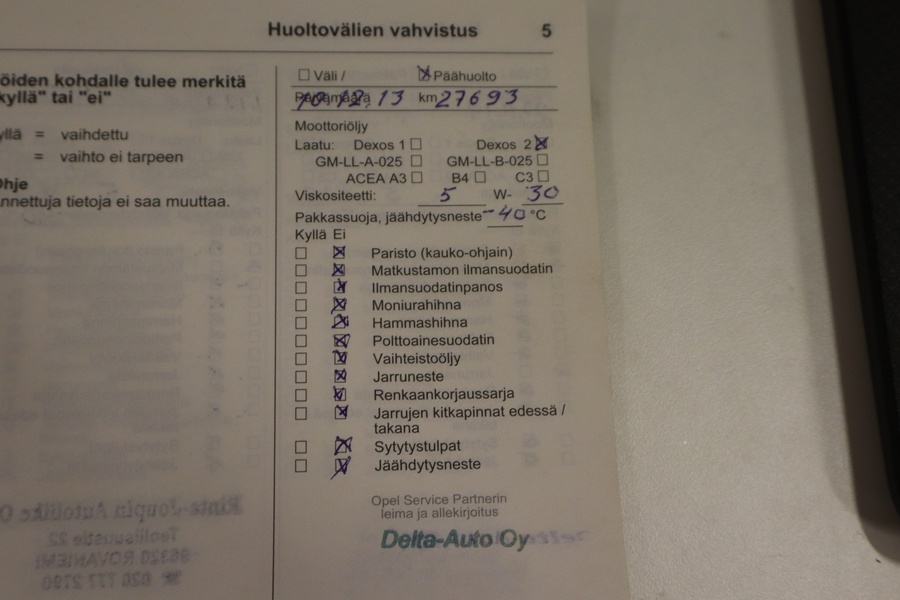 Huoltovälien vahvistus 5
öiden kohdalle tulee merkitä
kyllä" tai "ei"
yllä = vaihdettu
= vaihto ei tarpeen
Ohje
nnettuja tietoja ei saa muuttaa.
Väli / Päähuolto
Päivämäärä 10.12.13 km 27693
Moottoriöljy
Laatu: Dexos 1 Dexos 2
GM-LL-A-025 GM-LL-B-025
ACEA A3 B4 C3
Viskositeetti: 5 W- 30
Pakkassuoja, jäähdytysneste -40 °C
Kyllä Ei
Paristo (kauko-ohjain)
Matkustamon ilmansuodatin
Ilmansuodatinpanos
Moniurahihna
Hammashihna
Polttoainesuodatin
Vaihteistoöljy
Jarruneste
Renkaankorjaussarja
Jarrujen kitkapinnat edessä /
takana
Sytytystulpat
Jäähdytysneste
Opel Service Partnerin
leima ja allekirjoitus
Delta-Auto Oy